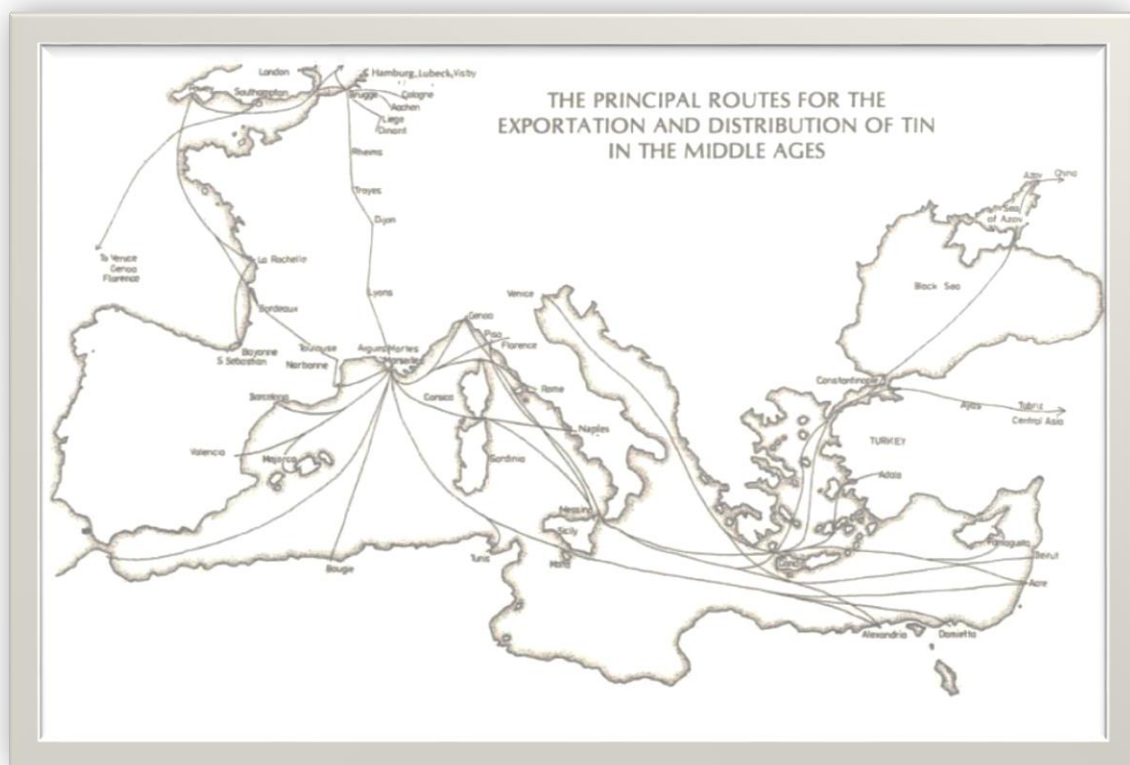 THE PRINCIPAL ROUTES FOR THE
EXPORTATION AND DISTRIBUTION OF TIN
IN THE MIDDLE AGES
London
Hamburg, Lubeck, Visby
Fowey
Southampton
Brugge
Cologne
Aachen
Liege
Dinant
Rheims
Troyes
Dijon
Azov
China
Sea
of Azov
To Venice
Genoa
Florence
La Rochelle
Black Sea
Lyons
Venice
Bordeaux
Genoa
Pisa
Florence
Bayonne
S Sebastian
Toulouse
Narbonne
Aigues Mortes
Marseilles
Constantinople
Rome
Barcelona
Corsica
Ayas
Tabriz
Central Asia
Naples
TURKEY
Valencia
Majorca
Sardinia
Adalia
Messina
Sicily
Famagusta
Beirut
Tunis
Malta
Candia
Bougie
Acre
Alexandria
Damietta